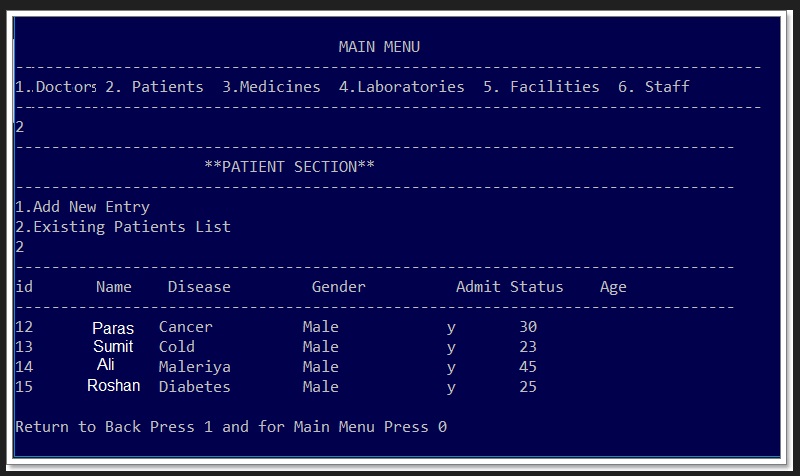 MAIN MENU
1..Doctors 2. Patients 3.Medicines 4.Laboratories 5. Facilities 6. Staff
2
**PATIENT SECTION**
1.Add New Entry
2.Existing Patients List
2
id Name Disease Gender Admit Status Age
12 Paras Cancer Male y 30
13 Sumit Cold Male y 23
14 Ali Maleriya Male y 45
15 Roshan Diabetes Male y 25
Return to Back Press 1 and for Main Menu Press 0